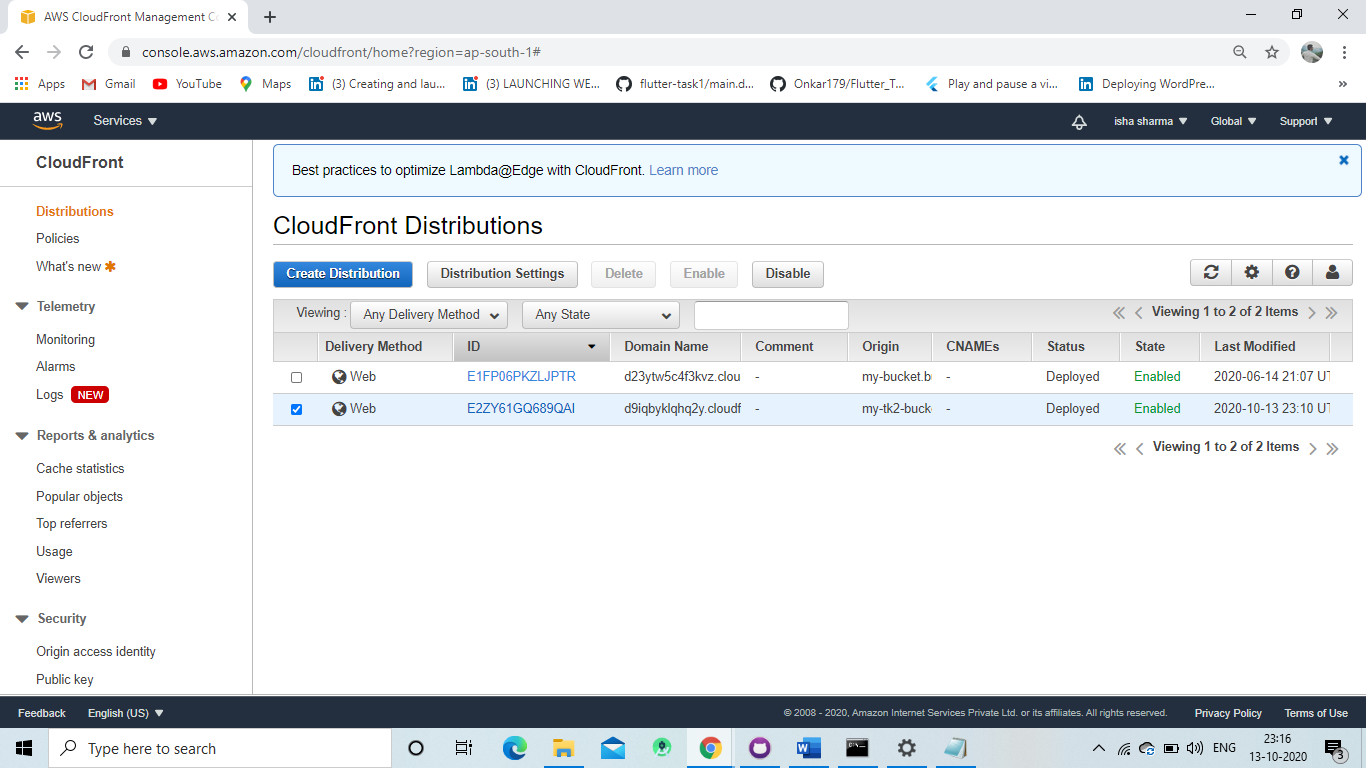 AWS CloudFront Management Co
console.aws.amazon.com/cloudfront/home?region=ap-south-1#
Apps Gmail YouTube Maps (3) Creating and lau... (3) LAUNCHING WE... flutter-task1/main.d... Onkar179/Flutter_T... Play and pause a vi... Deploying WordPre... »
aws Services isha sharma Global Support
CloudFront
Distributions
Policies
What's new
Telemetry
Monitoring
Alarms
Logs NEW
Reports & analytics
Cache statistics
Popular objects
Top referrers
Usage
Viewers
Security
Origin access identity
Public key
Best practices to optimize Lambda@Edge with CloudFront. Learn more
CloudFront Distributions
Create Distribution Distribution Settings Delete Enable Disable
Viewing : Any Delivery Method Any State Viewing 1 to 2 of 2 Items
Delivery Method ID Domain Name Comment Origin CNAMEs Status State Last Modified
Web E1FP06PKZLJPTR d23ytw5c4f3kvz.clou - my-bucket.b - Deployed Enabled 2020-06-14 21:07 UT
Web E2ZY61GQ689QAI d9iqbyklqhq2y.cloudf - my-tk2-buck - Deployed Enabled 2020-10-13 23:10 UT
Viewing 1 to 2 of 2 Items
Feedback English (US) © 2008 - 2020, Amazon Internet Services Private Ltd. or its affiliates. All rights reserved. Privacy Policy Terms of Use
Type here to search ENG 23:16
13-10-2020 3